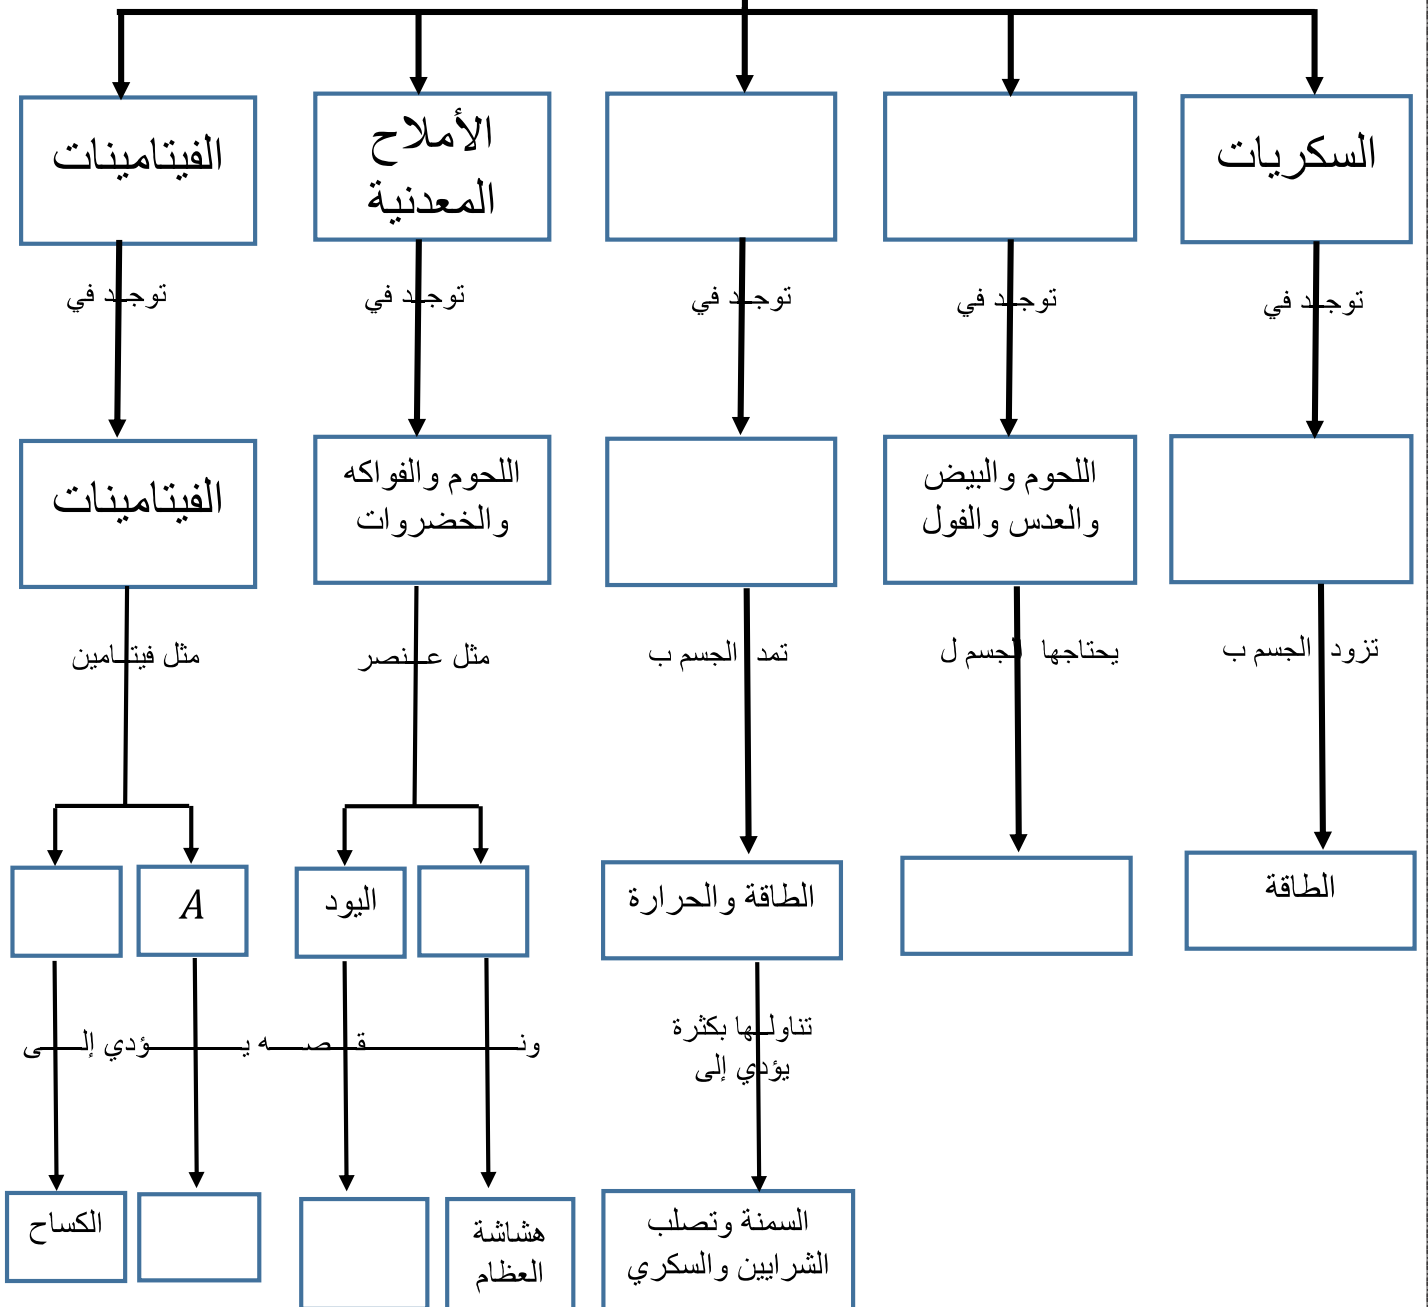 السكريات
الأملاح
المعدنية
الفيتامينات
توجد في
توجد في
توجد في
توجد في
توجد في
اللحوم والبيض
والعدس والفول
اللحوم والفواكه
والخضروات
الفيتامينات
تزود الجسم ب
يحتاجها الجسم ل
تمد الجسم ب
مثل عنصر
مثل فيتامين
الطاقة
الطاقة والحرارة
اليود
A
تناولها بكثرة
يؤدي إلى
ونقصه يؤدي إلى
السمنة وتصلب
الشرايين والسكري
هشاشة
العظام
الكساح